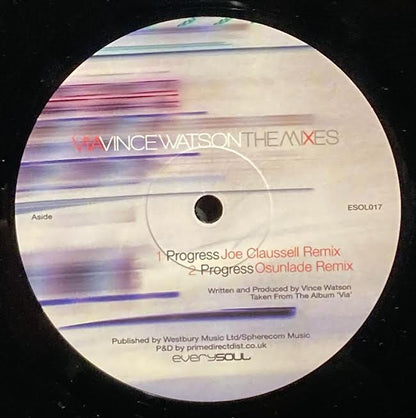 VIAVINCEWATSONTHEMIXES
Aside
ESOL017
1 Progress Joe Claussell Remix
2 Progress Osunlade Remix
Written and Produced by Vince Watson
Taken From The Album 'Via'
Published by Westbury Music Ltd/Spherecom Music
P&D by primedirectdist.co.uk
everySOUL